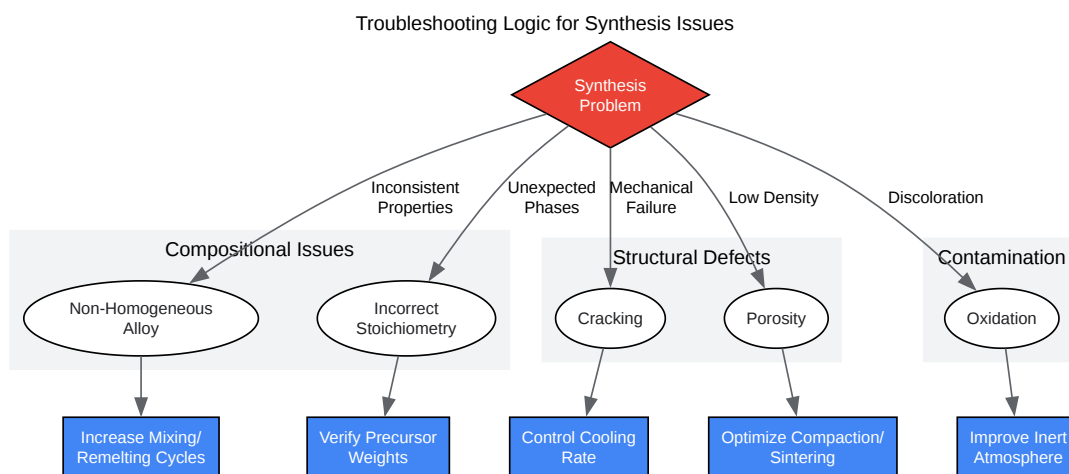 Troubleshooting Logic for Synthesis Issues
Synthesis
Problem
Inconsistent
Properties
Unexpected
Phases
Mechanical
Failure
Low Density
Discoloration
Compositional Issues
Structural Defects
Contamination
Non-Homogeneous
Alloy
Incorrect
Stoichiometry
Cracking
Porosity
Oxidation
Increase Mixing/
Remelting Cycles
Verify Precursor
Weights
Control Cooling
Rate
Optimize Compaction/
Sintering
Improve Inert
Atmosphere